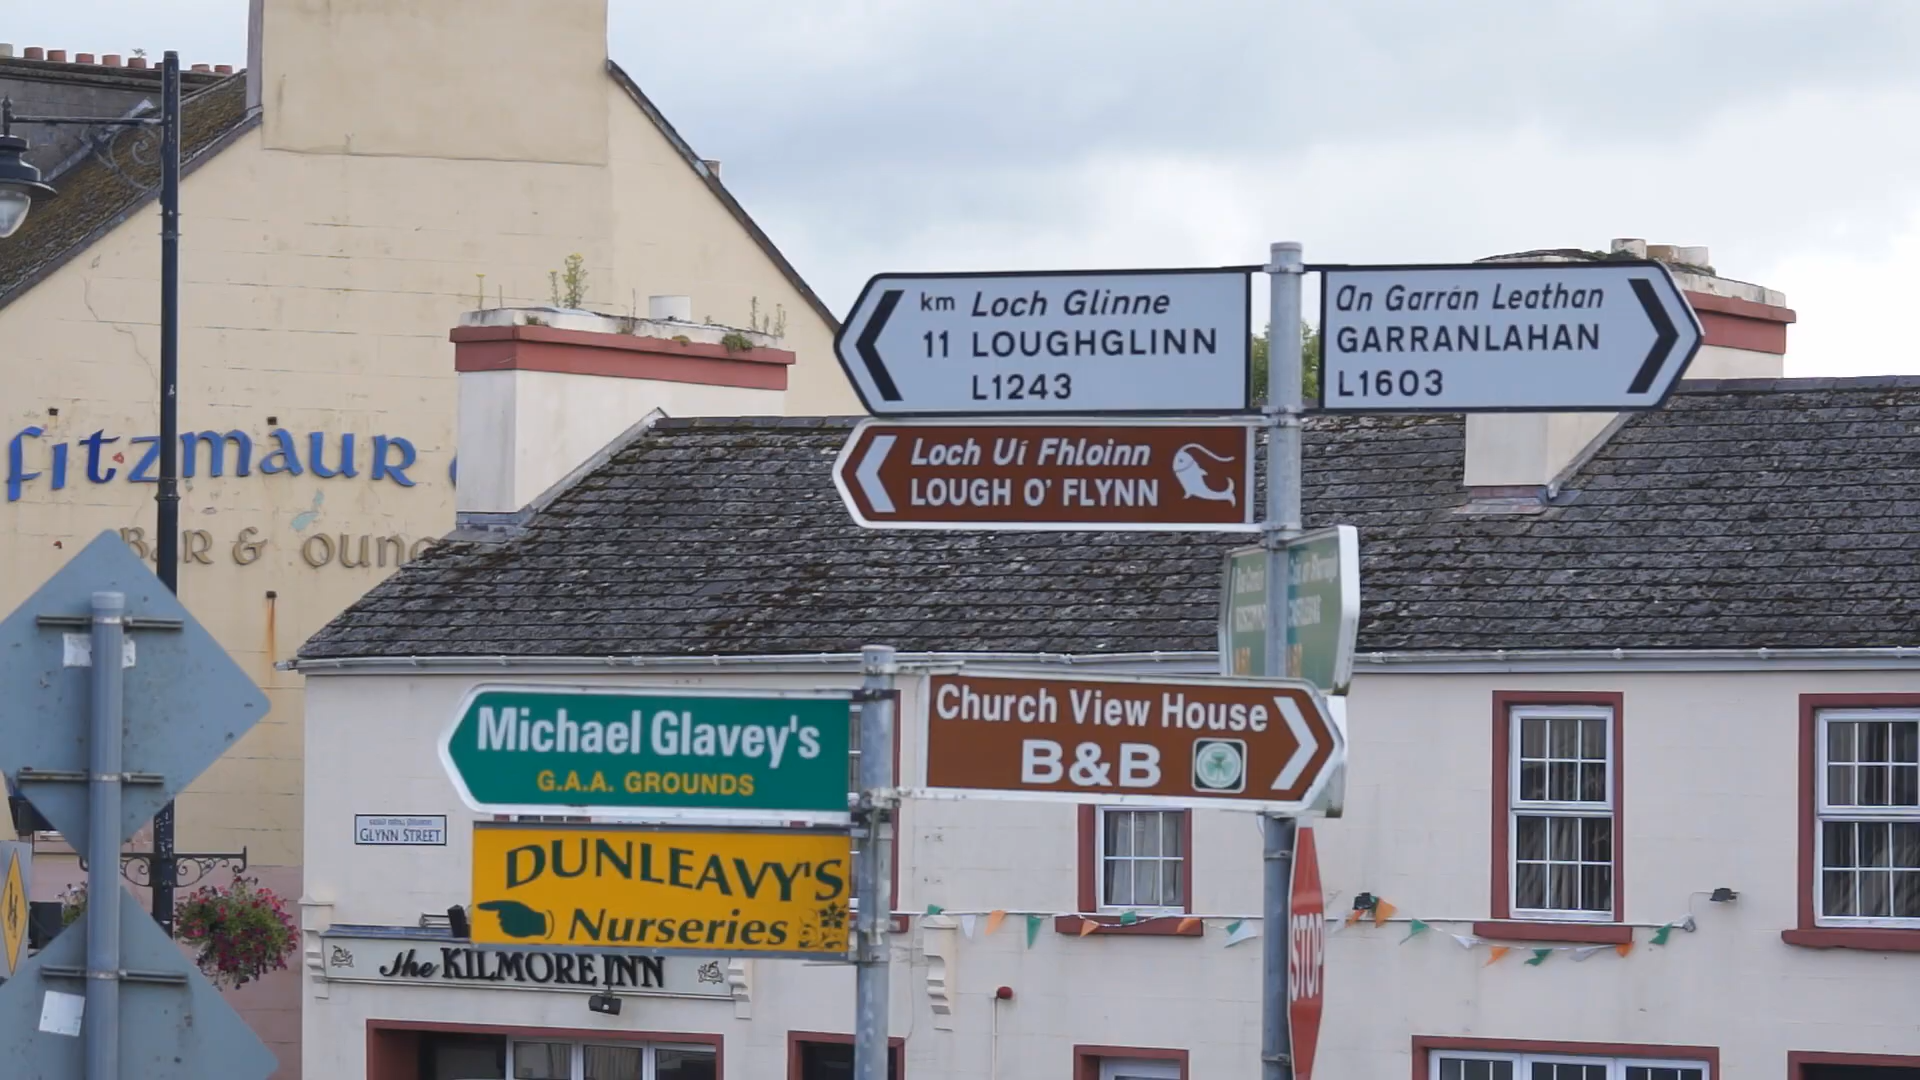 km Loch Glinne
11 LOUGHGLINN
L1243
An Garrán Leathan
GARRANLAHAN
L1603
Loch Uí Fhloinn
LOUGH O' FLYNN
fitzmaur
BAR & OUNG
Michael Glavey's
G.A.A. GROUNDS
Church View House
B&B
DUNLEAVY'S
Nurseries
GLYNN STREET
The KILMORE INN
STOP